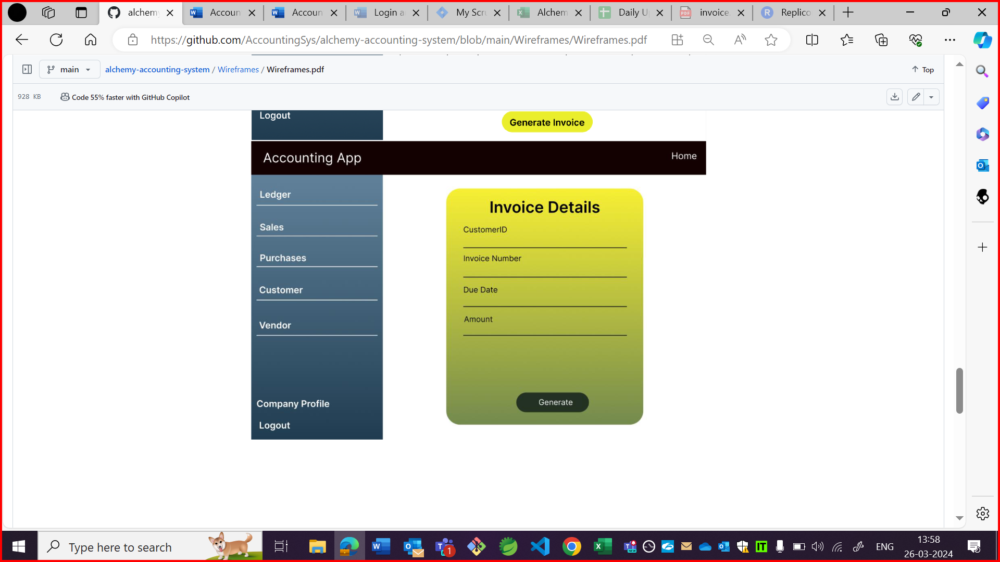 alchem
Accoun
Accoun
Login a
My Scr
Alchem
Daily U
invoice.
Replico
https://github.com/AccountingSys/alchemy-accounting-system/blob/main/Wireframes/Wireframes.pdf
main
alchemy-accounting-system / Wireframes / Wireframes.pdf
Top
928 KB
Code 55% faster with GitHub Copilot
Logout
Generate Invoice
Accounting App
Home
Ledger
Sales
Purchases
Customer
Vendor
Company Profile
Logout
Invoice Details
CustomerID
Invoice Number
Due Date
Amount
Generate
Type here to search
1
ENG
13:58
26-03-2024